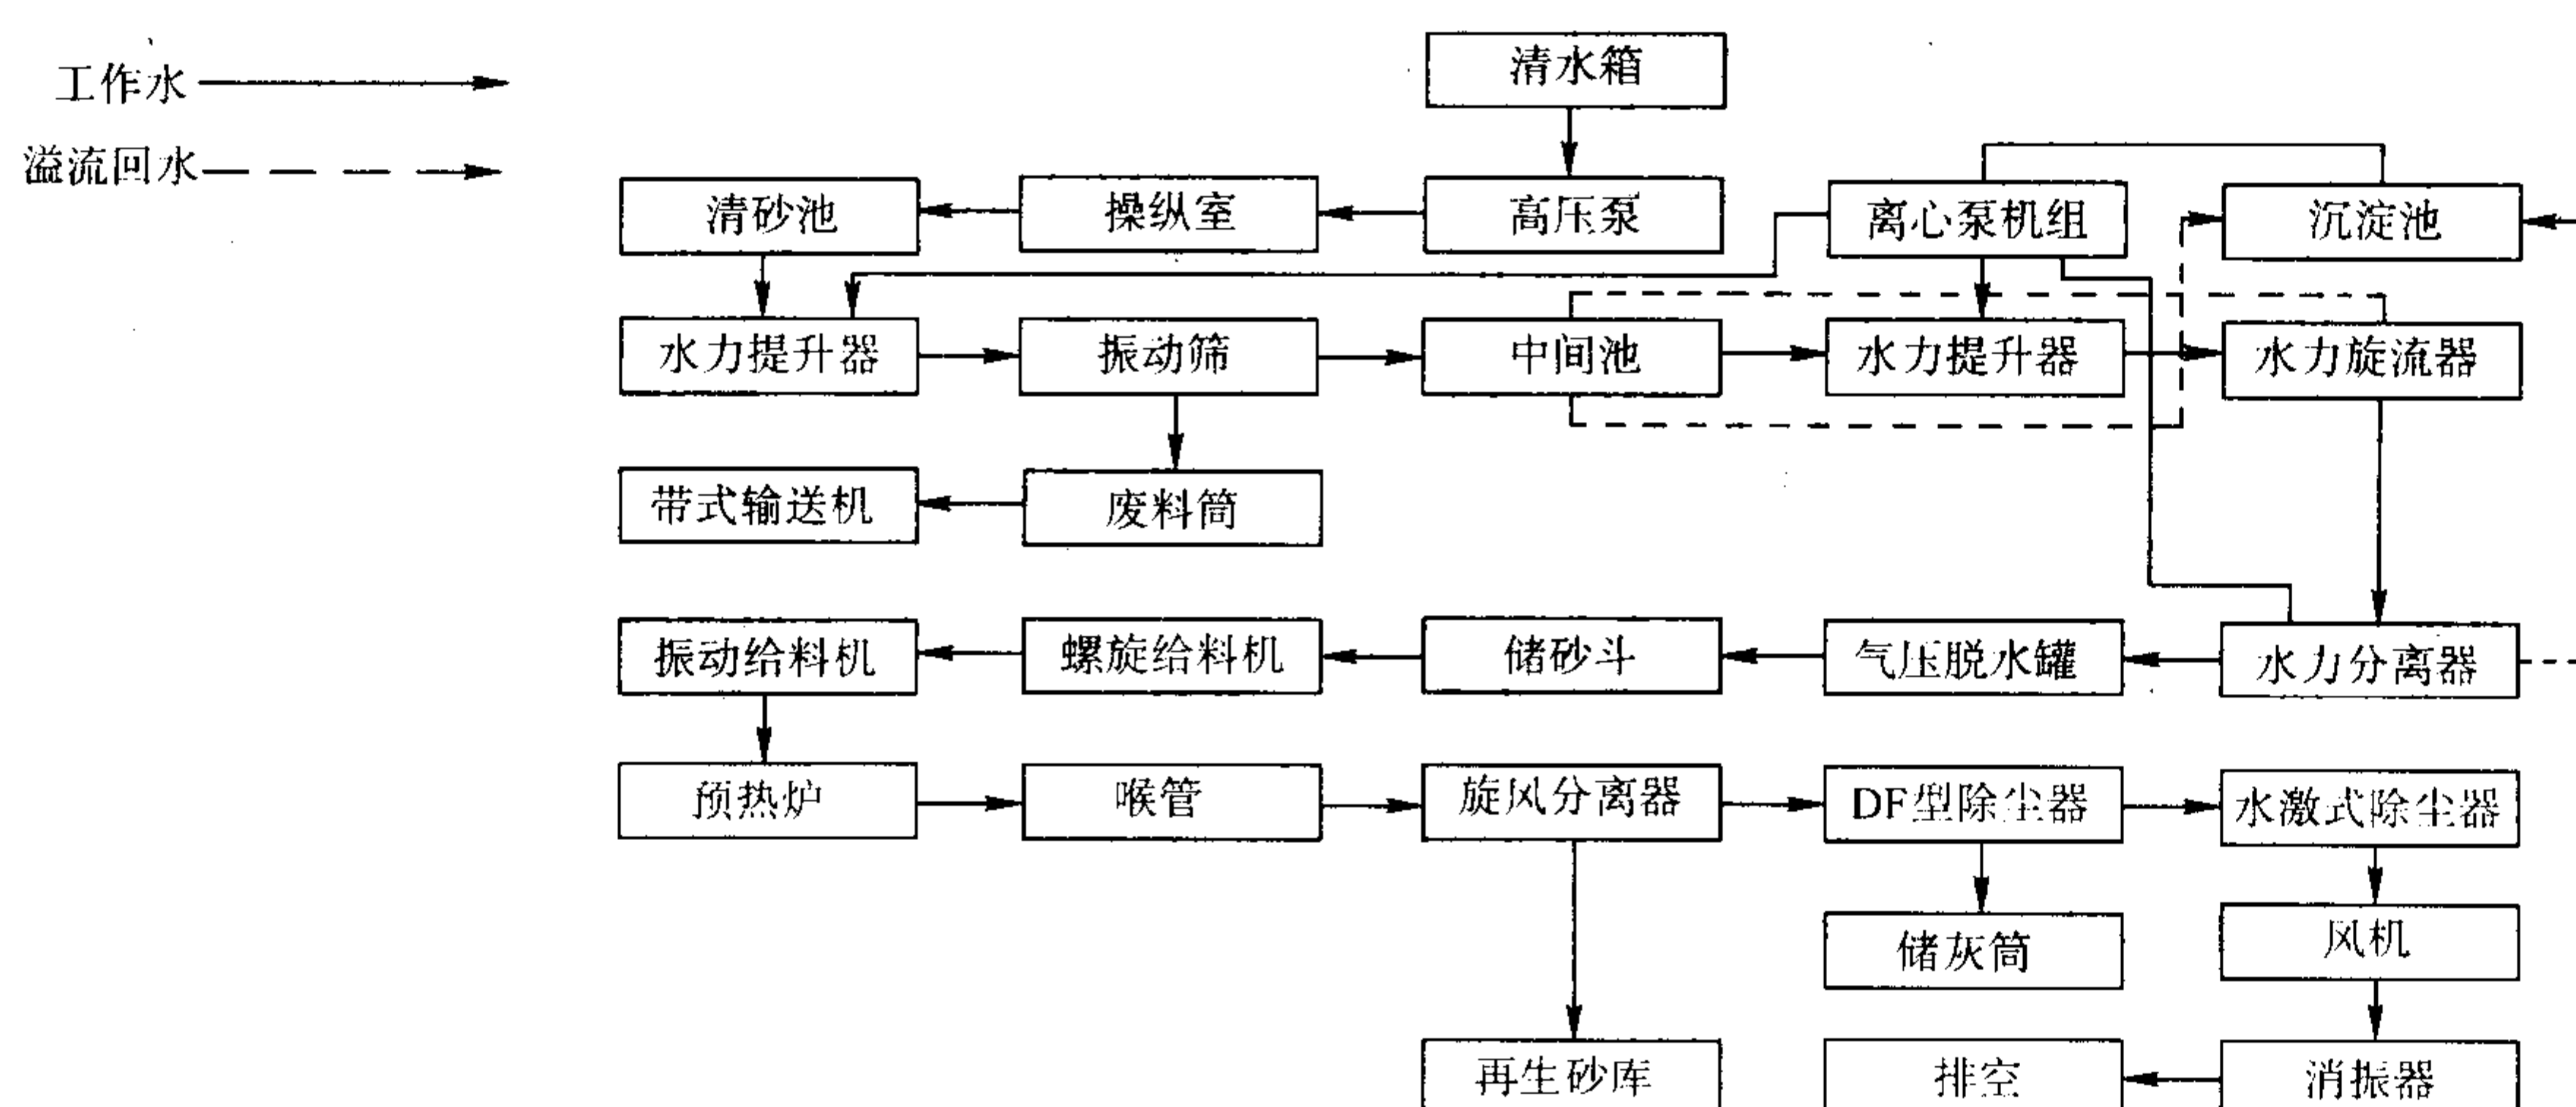 清水箱
工作水
溢流回水
清砂池
操纵室
高压泵
离心泵机组
沉淀池
水力提升器
振动筛
中间池
水力提升器
水力旋流器
带式输送机
废料筒
振动给料机
螺旋给料机
储砂斗
气压脱水罐
水力分离器
预热炉
喉管
旋风分离器
DF型除尘器
水激式除尘器
储灰筒
风机
再生砂库
排空
消振器